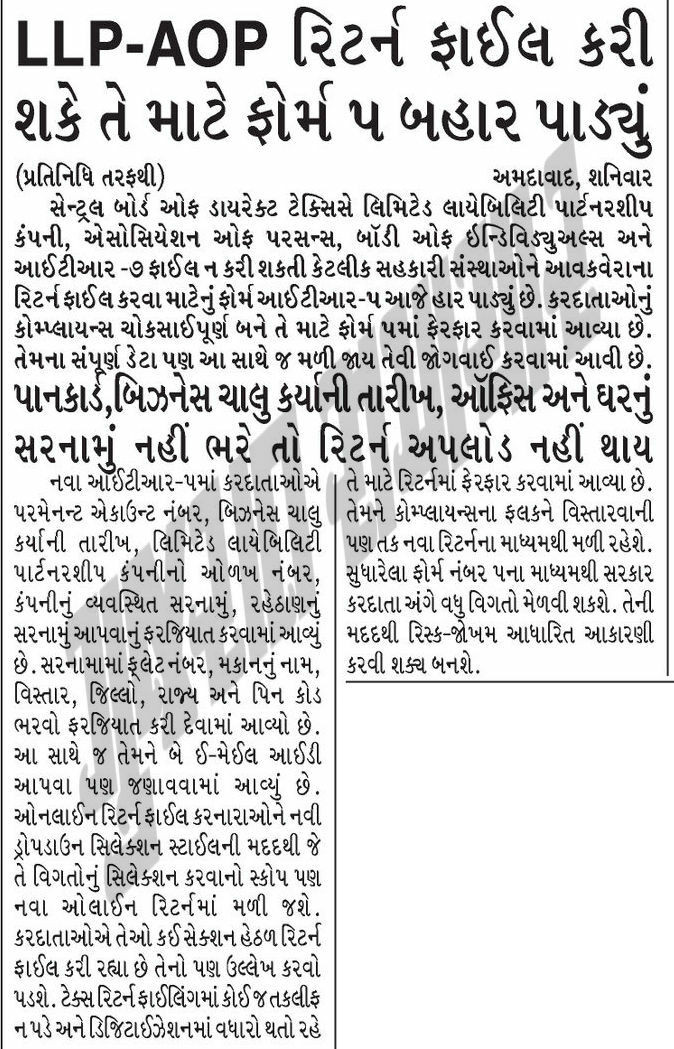 LLP-AOP રિટર્ન ફાઈલ કરી
શકે તે માટે ફોર્મ ૫ બહાર પાડ્યું
(પ્રતિનિધિ તરફથી) અમદાવાદ, શનિવાર
સેન્ટ્રલ બોર્ડ ઓફ ડાયરેક્ટ ટેક્સિસે લિમિટેડ લાયેબિલિટી પાર્ટનરશીપ
કંપની, એસોસિયેશન ઓફ પરસન્સ, બૉડી ઓફ ઇન્ડિવિડ્યુઅલ્સ અને
આઈટીઆર -૭ ફાઈલ ન કરી શકતી કેટલીક સહકારી સંસ્થાઓને આવકવેરાના
રિટર્ન ફાઈલ કરવા માટેનું ફોર્મ આઈટીઆર-૫ આજે હાર પાડ્યું છે. કરદાતાઓનું
કોમ્પ્લાયન્સ ચોકસાઈપૂર્ણ બને તે માટે ફોર્મ ૫માં ફેરફાર કરવામાં આવ્યા છે.
તેમના સંપૂર્ણ ડેટા પણ આ સાથે જ મળી જાય તેવી જોગવાઈ કરવામાં આવી છે.
પાનકાર્ડ,બિઝનેસ ચાલુ કર્યાની તારીખ, ઑફિસ અને ઘરનું
સરનામું નહીં ભરે તો રિટર્ન અપલોડ નહીં થાય
નવા આઈટીઆર-૫માં કરદાતાઓએ
પરમેનન્ટ એકાઉન્ટ નંબર, બિઝનેસ ચાલુ
કર્યાની તારીખ, લિમિટેડ લાયેબિલિટી
પાર્ટનરશીપ કંપનીનો ઓળખ નંબર,
કંપનીનું વ્યવસ્થિત સરનામું, રહેઠાણનું
સરનામું આપવાનું ફરજિયાત કરવામાં આવ્યું
છે. સરનામામાં ફ્લેટ નંબર, મકાનનું નામ,
વિસ્તાર, જિલ્લો, રાજ્ય અને પિન કોડ
ભરવો ફરજિયાત કરી દેવામાં આવ્યો છે.
આ સાથે જ તેમને બે ઈ-મેઈલ આઈડી
આપવા પણ જણાવવામાં આવ્યું છે.
ઓનલાઈન રિટર્ન ફાઈલ કરનારાઓને નવી
ડ્રોપડાઉન સિલેક્શન સ્ટાઈલની મદદથી જે
તે વિગતોનું સિલેક્શન કરવાનો સ્કોપ પણ
નવા ઓલાઈન રિટર્નમાં મળી જશે.
કરદાતાઓએ તેઓ કઈ સેક્શન હેઠળ રિટર્ન
ફાઈલ કરી રહ્યા છે તેનો પણ ઉલ્લેખ કરવો
પડશે. ટેક્સ રિટર્ન ફાઈલિંગમાં કોઈ જ તકલીફ
ન પડે અને ડિજિટાઈઝેશનમાં વધારો થતો રહે
તે માટે રિટર્નમાં ફેરફાર કરવામાં આવ્યા છે.
તેમને કોમ્પ્લાયન્સના ફલકને વિસ્તારવાની
પણ તક નવા રિટર્નના માધ્યમથી મળી રહેશે.
સુધારેલા ફોર્મ નંબર ૫ના માધ્યમથી સરકાર
કરદાતા અંગે વધુ વિગતો મેળવી શકશે. તેની
મદદથી રિસ્ક-જોખમ આધારિત આકારણી
કરવી શક્ય બનશે.